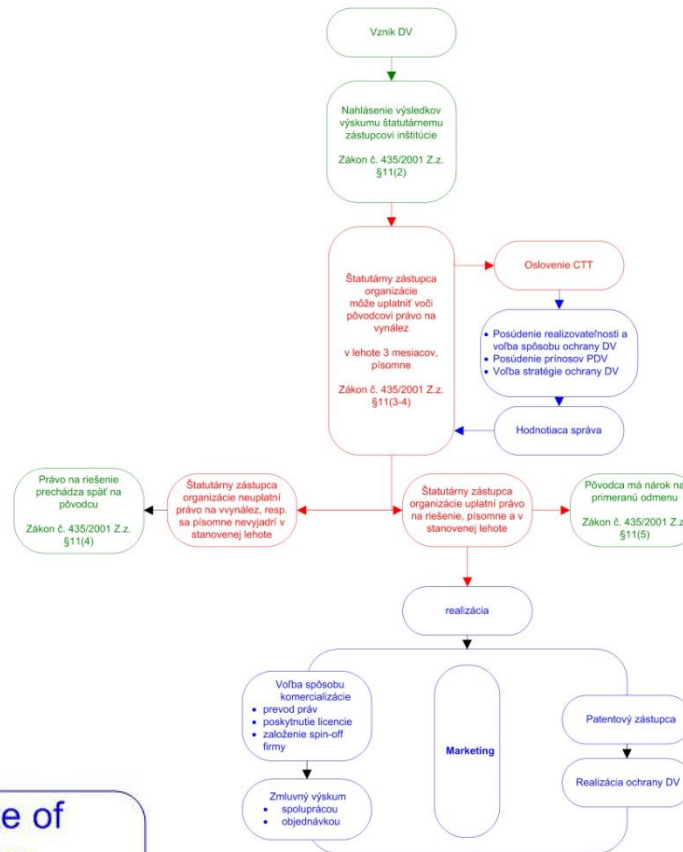 Vznik DV
Nahlásenie výsledkov
výskumu štatutárnemu
zástupcovi inštitúcie
Zákon č. 435/2001 Z.z.
§11(2)
Štatutárny zástupca
organizácie
môže uplatniť voči
pôvodcovi právo na
vynález
v lehote 3 mesiacov,
písomne
Zákon č. 435/2001 Z.z.
§11(3-4)
Oslovenie CTT
• Posúdenie realizovateľnosti a
voľba spôsobu ochrany DV
• Posúdenie prínosov PDV
• Voľba stratégie ochrany DV
Hodnotiaca správa
Právo na riešenie
prechádza späť na
pôvodcu
Zákon č. 435/2001 Z.z.
§11(4)
Štatutárny zástupca
organizácie neuplatní
právo na vvynález, resp.
sa písomne nevyjadrí v
stanovenej lehote
Štatutárny zástupca
organizácie uplatní právo
na riešenie, písomne a v
stanovenej lehote
Pôvodca má nárok na
primeranú odmenu
Zákon č. 435/2001 Z.z
§11(5)
realizácia
Voľba spôsobu
komercializácie
• prevod práv
• poskytnutie licencie
• založenie spin-off
firmy
Marketing
Patentový zástupca
Zmluvný výskum
• spoluprácou
• objednávkou
Realizácia ochrany DV
of